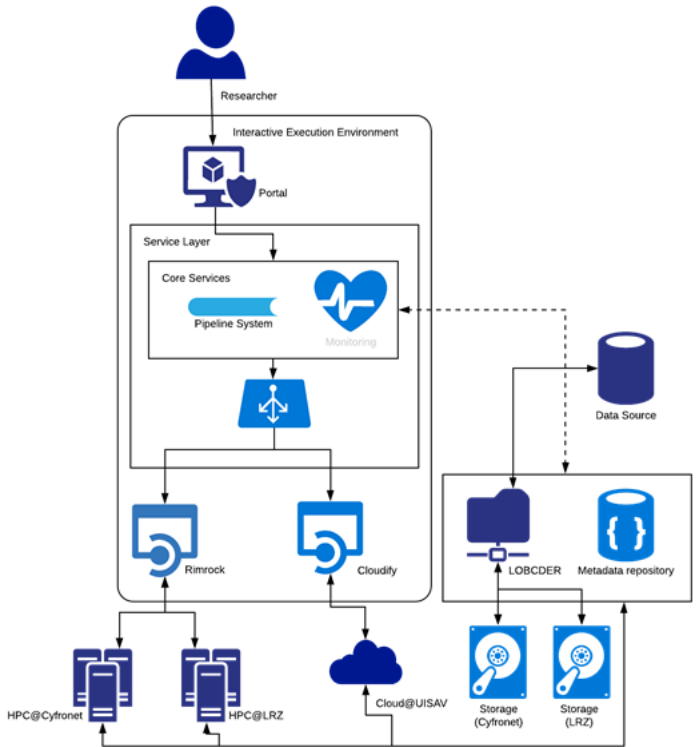 Researcher
Interactive Execution Environment
Portal
Service Layer
Core Services
Pipeline System
Monitoring
Data Source
Rimrock
Cloudify
LOBCDER
Metadata repository
HPC@Cyfronet
HPC@LRZ
Cloud@UISAV
Storage
(Cyfronet)
Storage
(LRZ)